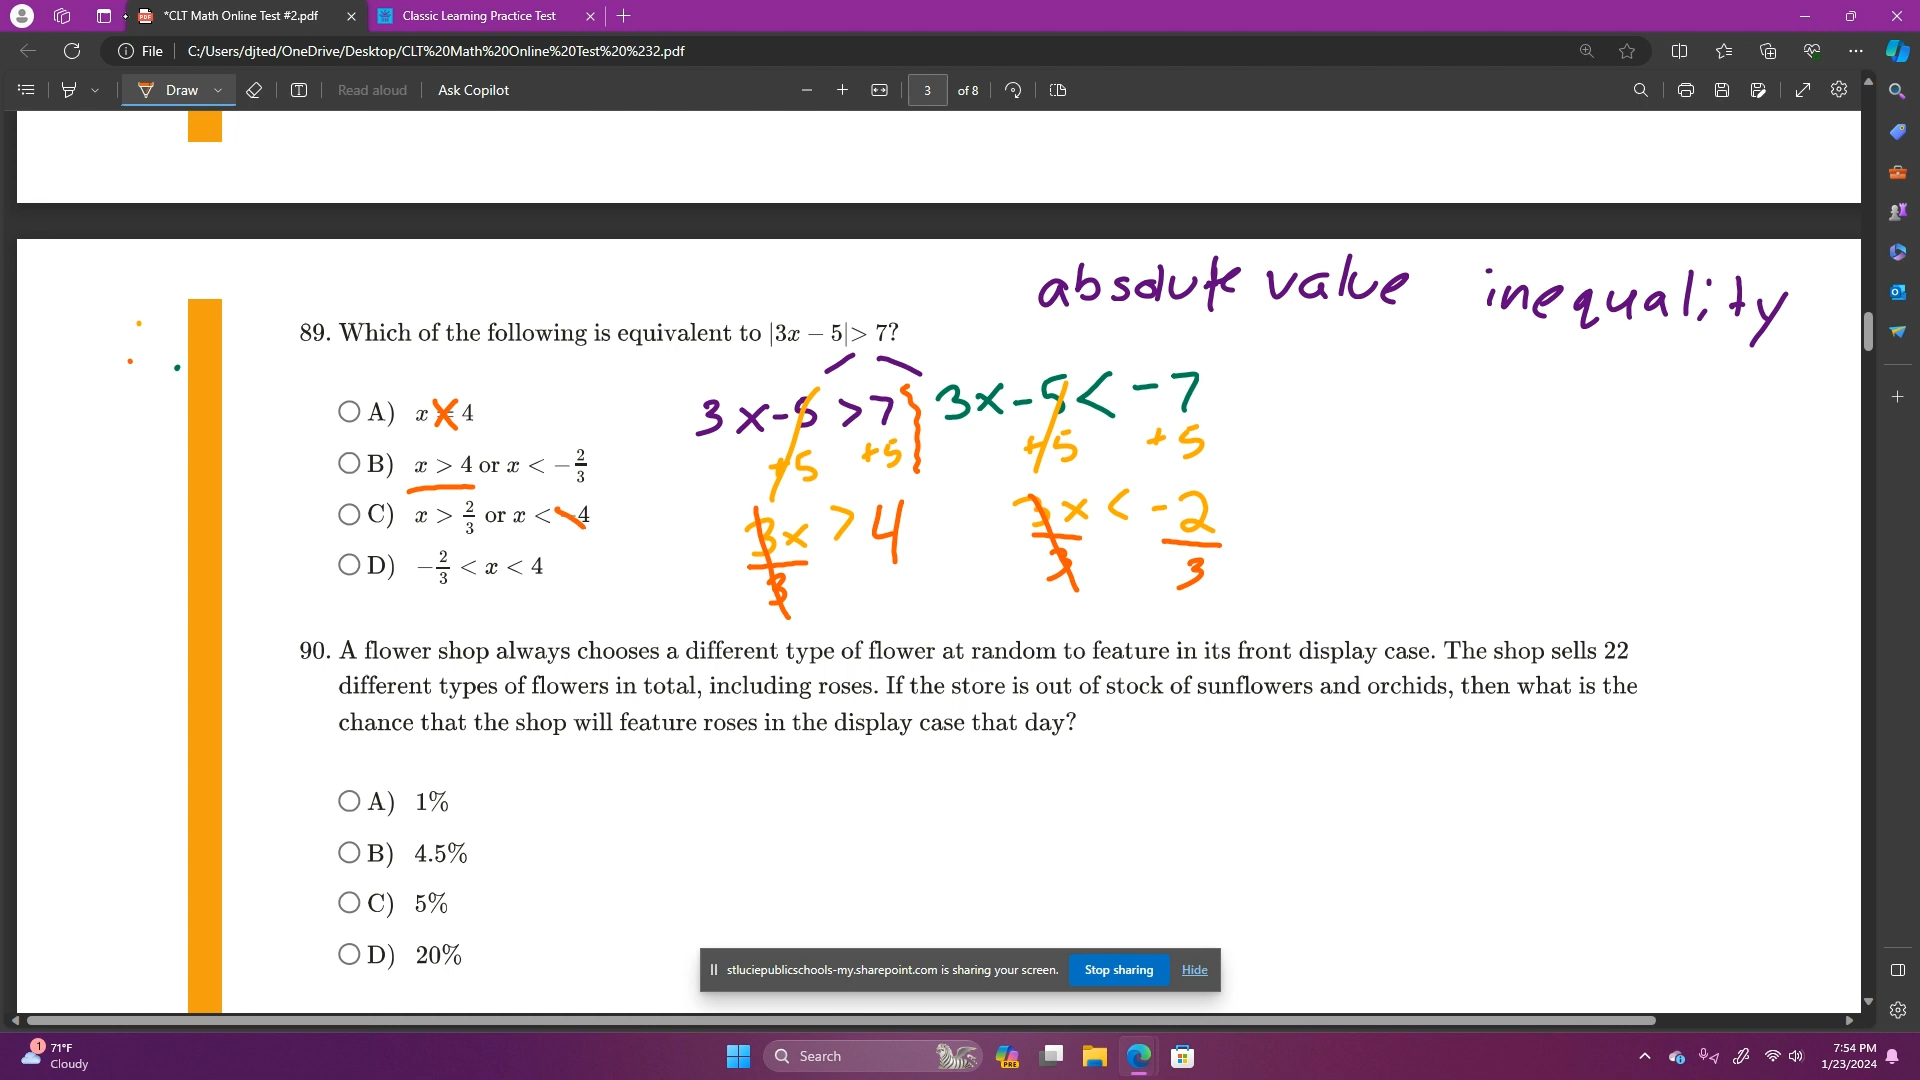 *CLT Math Online Test #2.pdf
Classic Learning Practice Test
File
C:/Users/djted/OneDrive/Desktop/CLT%20Math%20Online%20Test%20%232.pdf
Draw
Read aloud
Ask Copilot
3 of 8
absolute value inequality
89. Which of the following is equivalent to |3x − 5| > 7?
A) x = 4
B) x > 4 or x < −2/3
C) x > 2/3 or x < −4
D) −2/3 < x < 4
3x-5 > 7
3x-5 < -7
+5 +5
+5 +5
3x > 4
3x < -2
3
3 3
90. A flower shop always chooses a different type of flower at random to feature in its front display case. The shop sells 22
different types of flowers in total, including roses. If the store is out of stock of sunflowers and orchids, then what is the
chance that the shop will feature roses in the display case that day?
A) 1%
B) 4.5%
C) 5%
D) 20%
stluciepublicschools-my.sharepoint.com is sharing your screen.
Stop sharing
Hide
1
71°F
Cloudy
Search
PRE
7:54 PM
1/23/2024